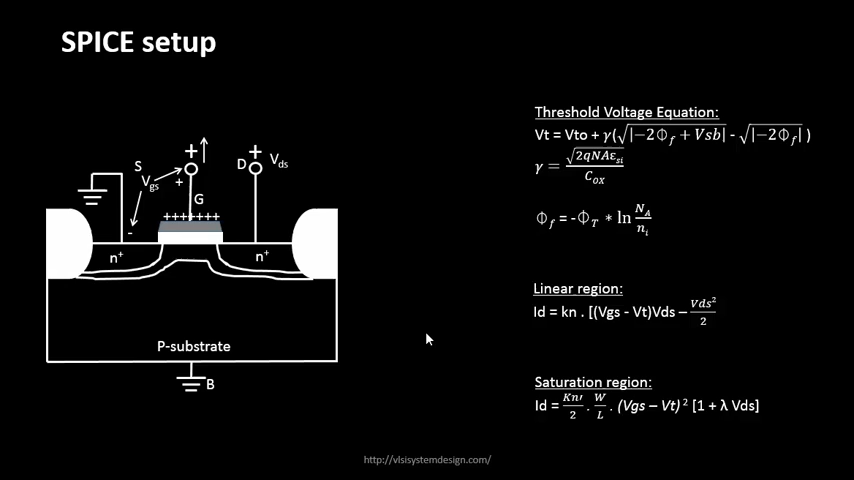 SPICE setup
S
Vgs
+
-
+
G
+++++++
D
+
Vds
n+
n+
P-substrate
B
Threshold Voltage Equation:
Vt = Vto + γ(√|−2Φf + Vsb| - √|−2Φf| )
γ = √2qNAεsi / Cox
Φf = -ΦT * ln NA / ni
Linear region:
Id = kn . [(Vgs - Vt)Vds – Vds² / 2
Saturation region:
Id = Kn′ / 2 . W / L . (Vgs – Vt) ² [1 + λ Vds]
http://vlsisystemdesign.com/